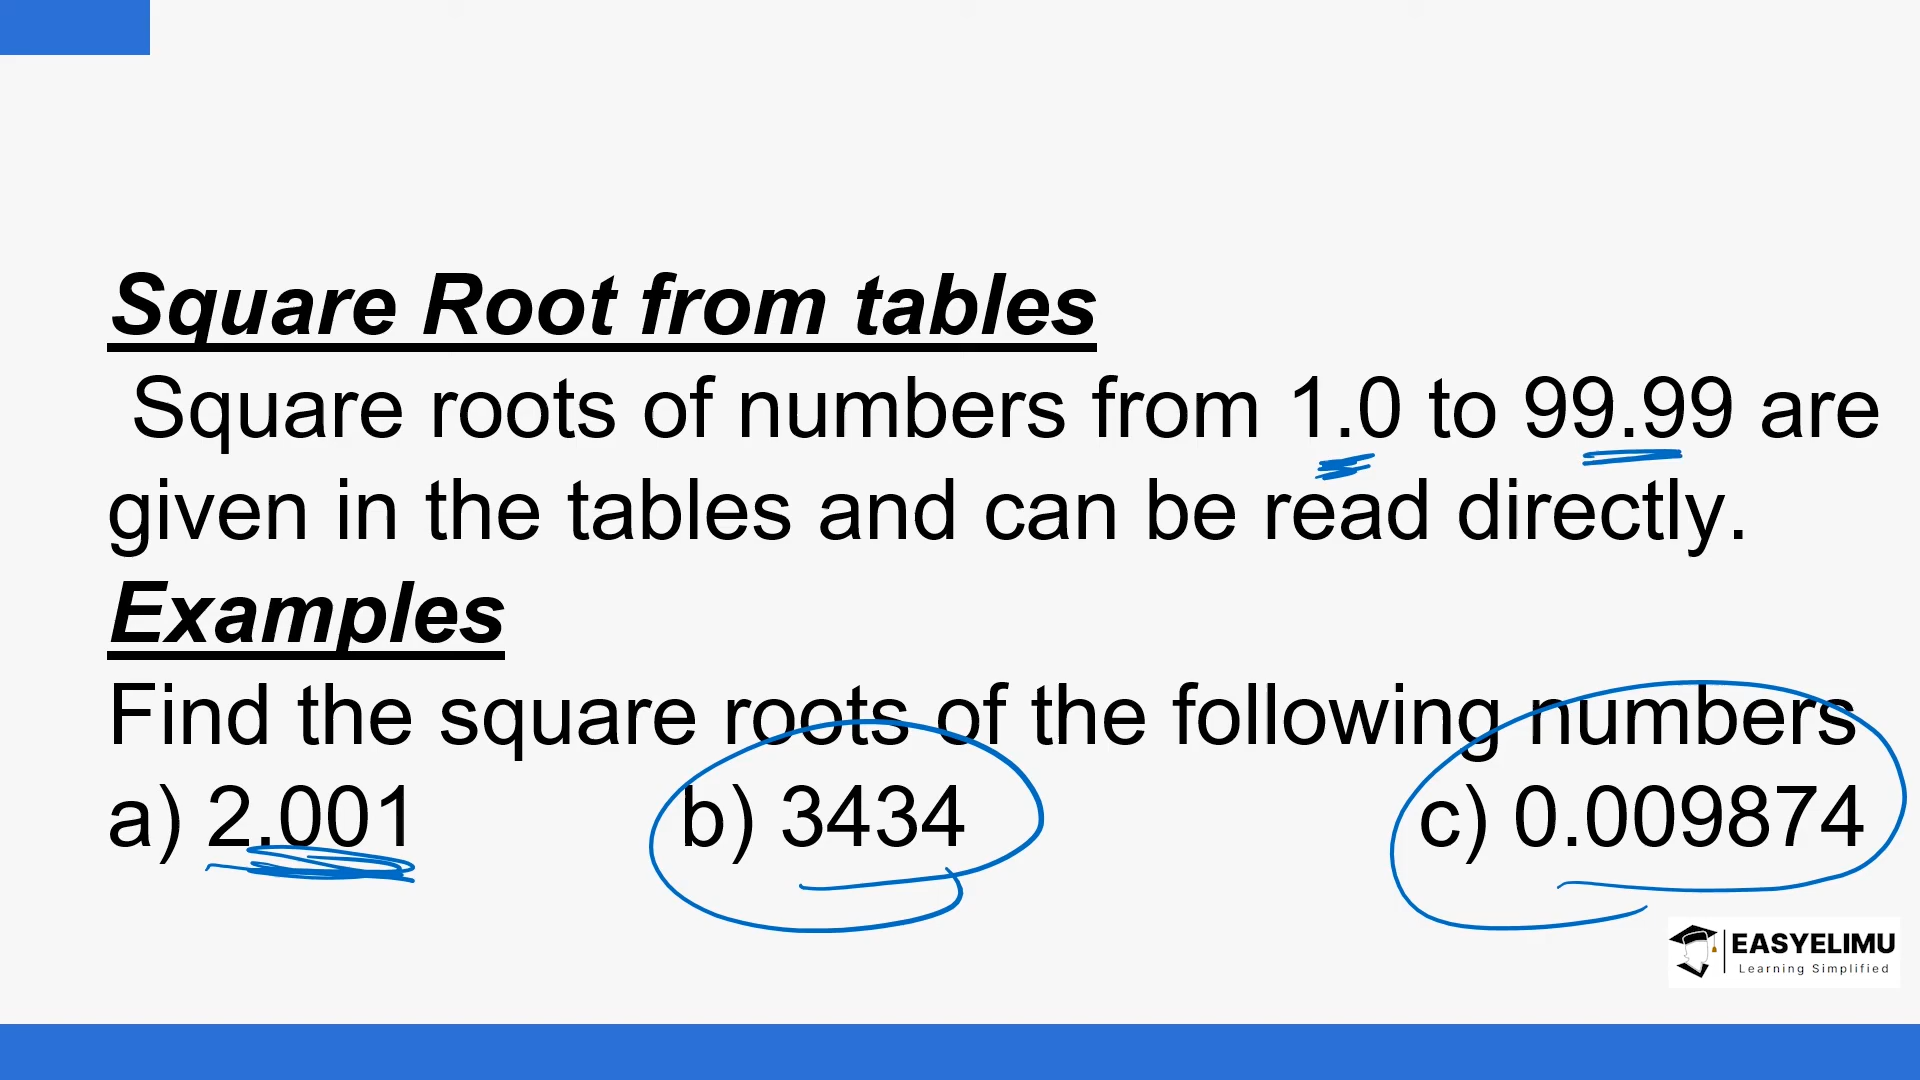 Square Root from tables
Square roots of numbers from 1.0 to 99.99 are
given in the tables and can be read directly.
Examples
Find the square roots of the following numbers
a) 2.001 b) 3434 c) 0.009874
EASYELIMU
Learning Simplified